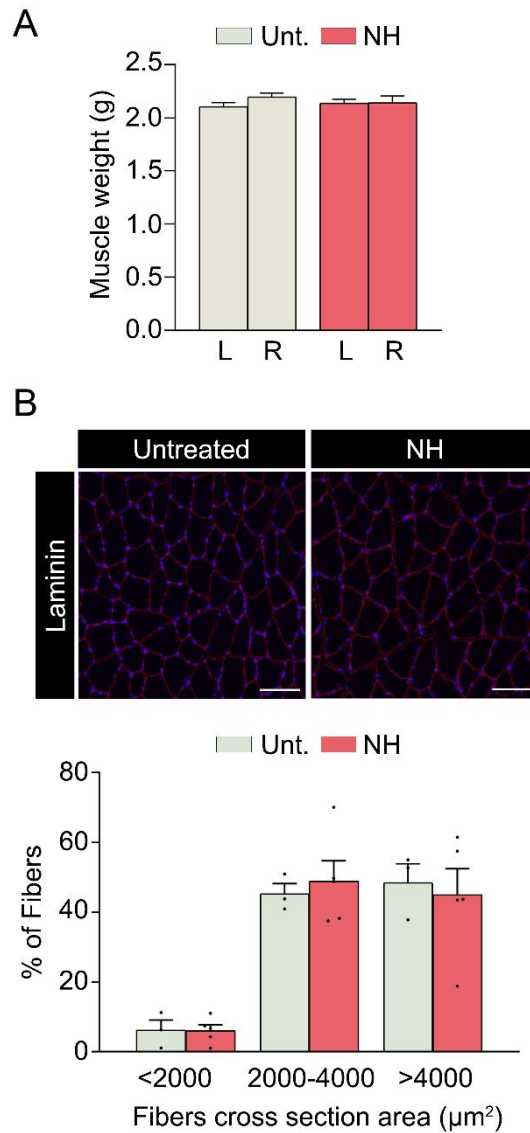 A
Unt. NH
Muscle weight (g)
2.5
2.0
1.5
1.0
0.5
0.0
L R L R
B
Untreated NH
Laminin
Unt. NH
% of Fibers
80
60
40
20
0
<2000 2000-4000 >4000
Fibers cross section area (µm²)